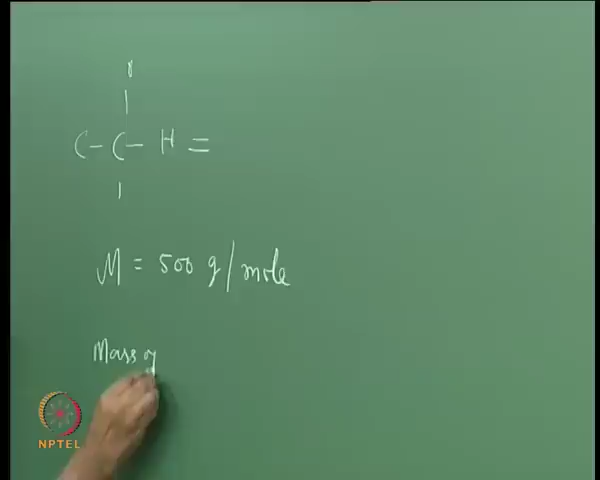 C - C - H =
M = 500 g/mole
Mass of
NPTEL